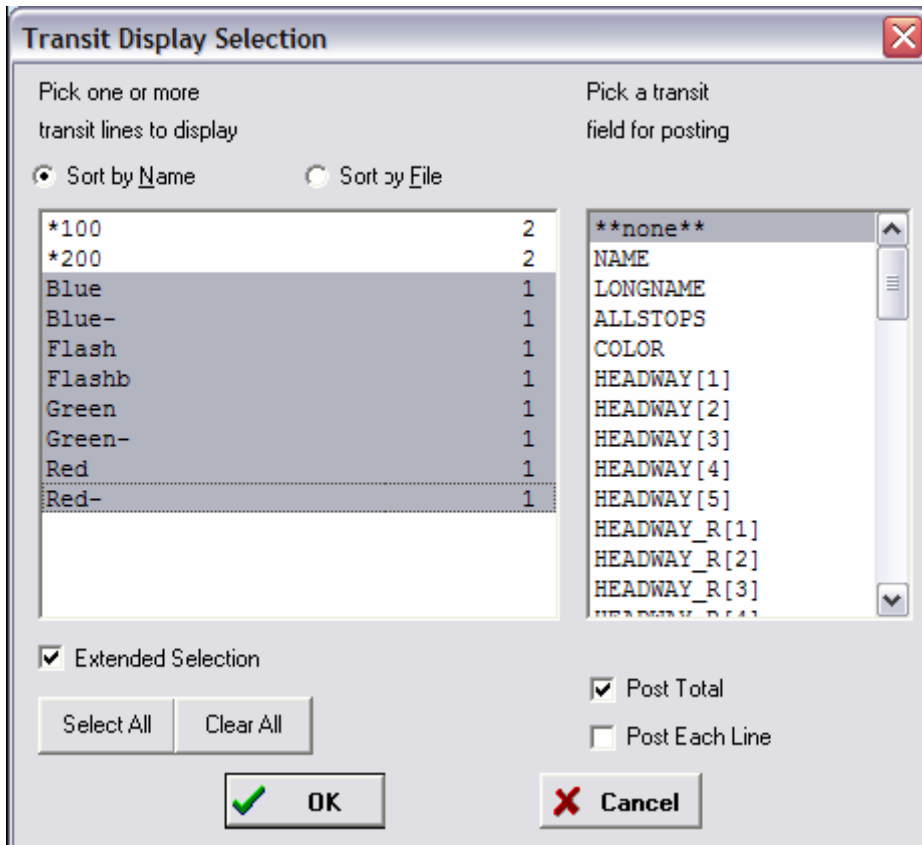 Transit Display Selection
Pick one or more
transit lines to display
Pick a transit
field for posting
Sort by Name
Sort by File
*100 2
*200 2
Blue 1
Blue- 1
Flash 1
Flashb 1
Green 1
Green- 1
Red 1
Red- 1
**none**
NAME
LONGNAME
ALLSTOPS
COLOR
HEADWAY[1]
HEADWAY[2]
HEADWAY[3]
HEADWAY[4]
HEADWAY[5]
HEADWAY_R[1]
HEADWAY_R[2]
HEADWAY_R[3]
Extended Selection
Select All
Clear All
Post Total
Post Each Line
OK
Cancel